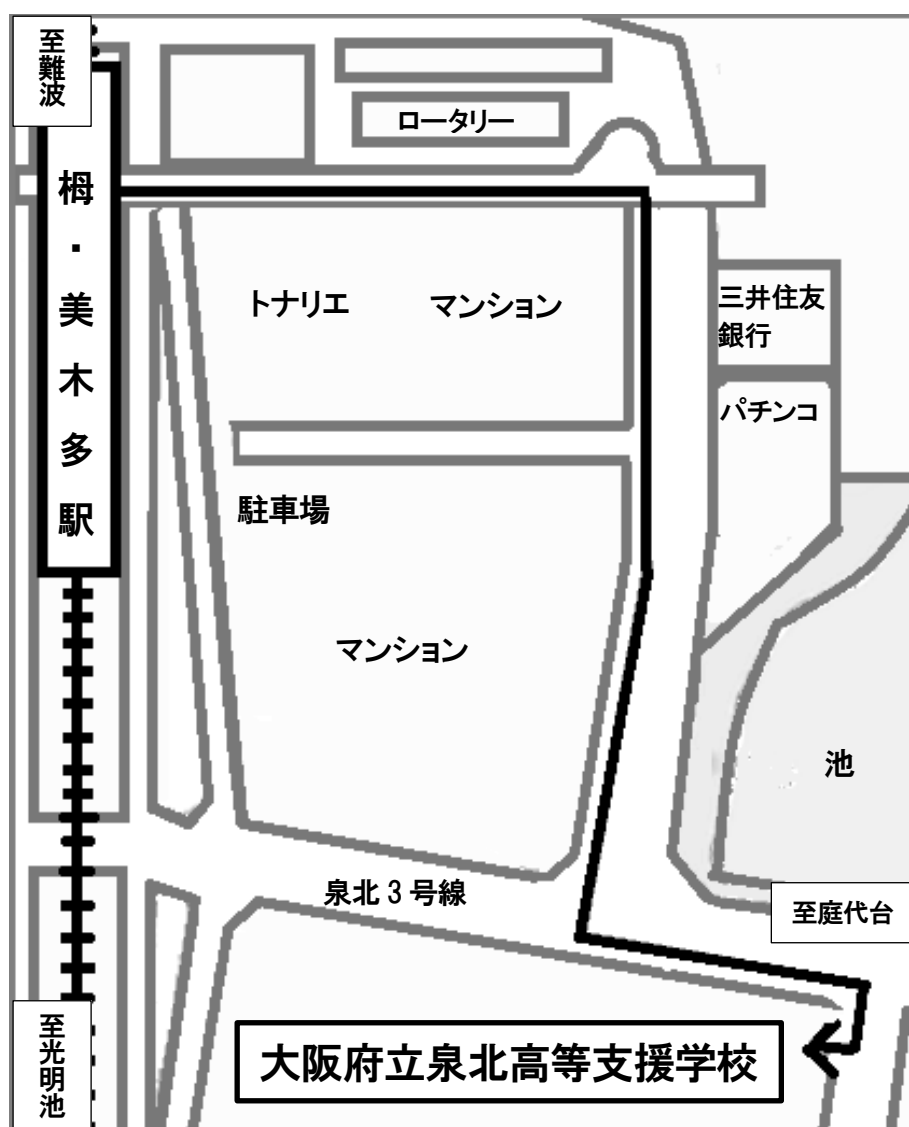 至難波
ロータリー
栂・美木多駅
トナリエ
マンション
三井住友
銀行
パチンコ
駐車場
マンション
池
泉北3号線
至庭代台
至光明池
大阪府立泉北高等支援学校